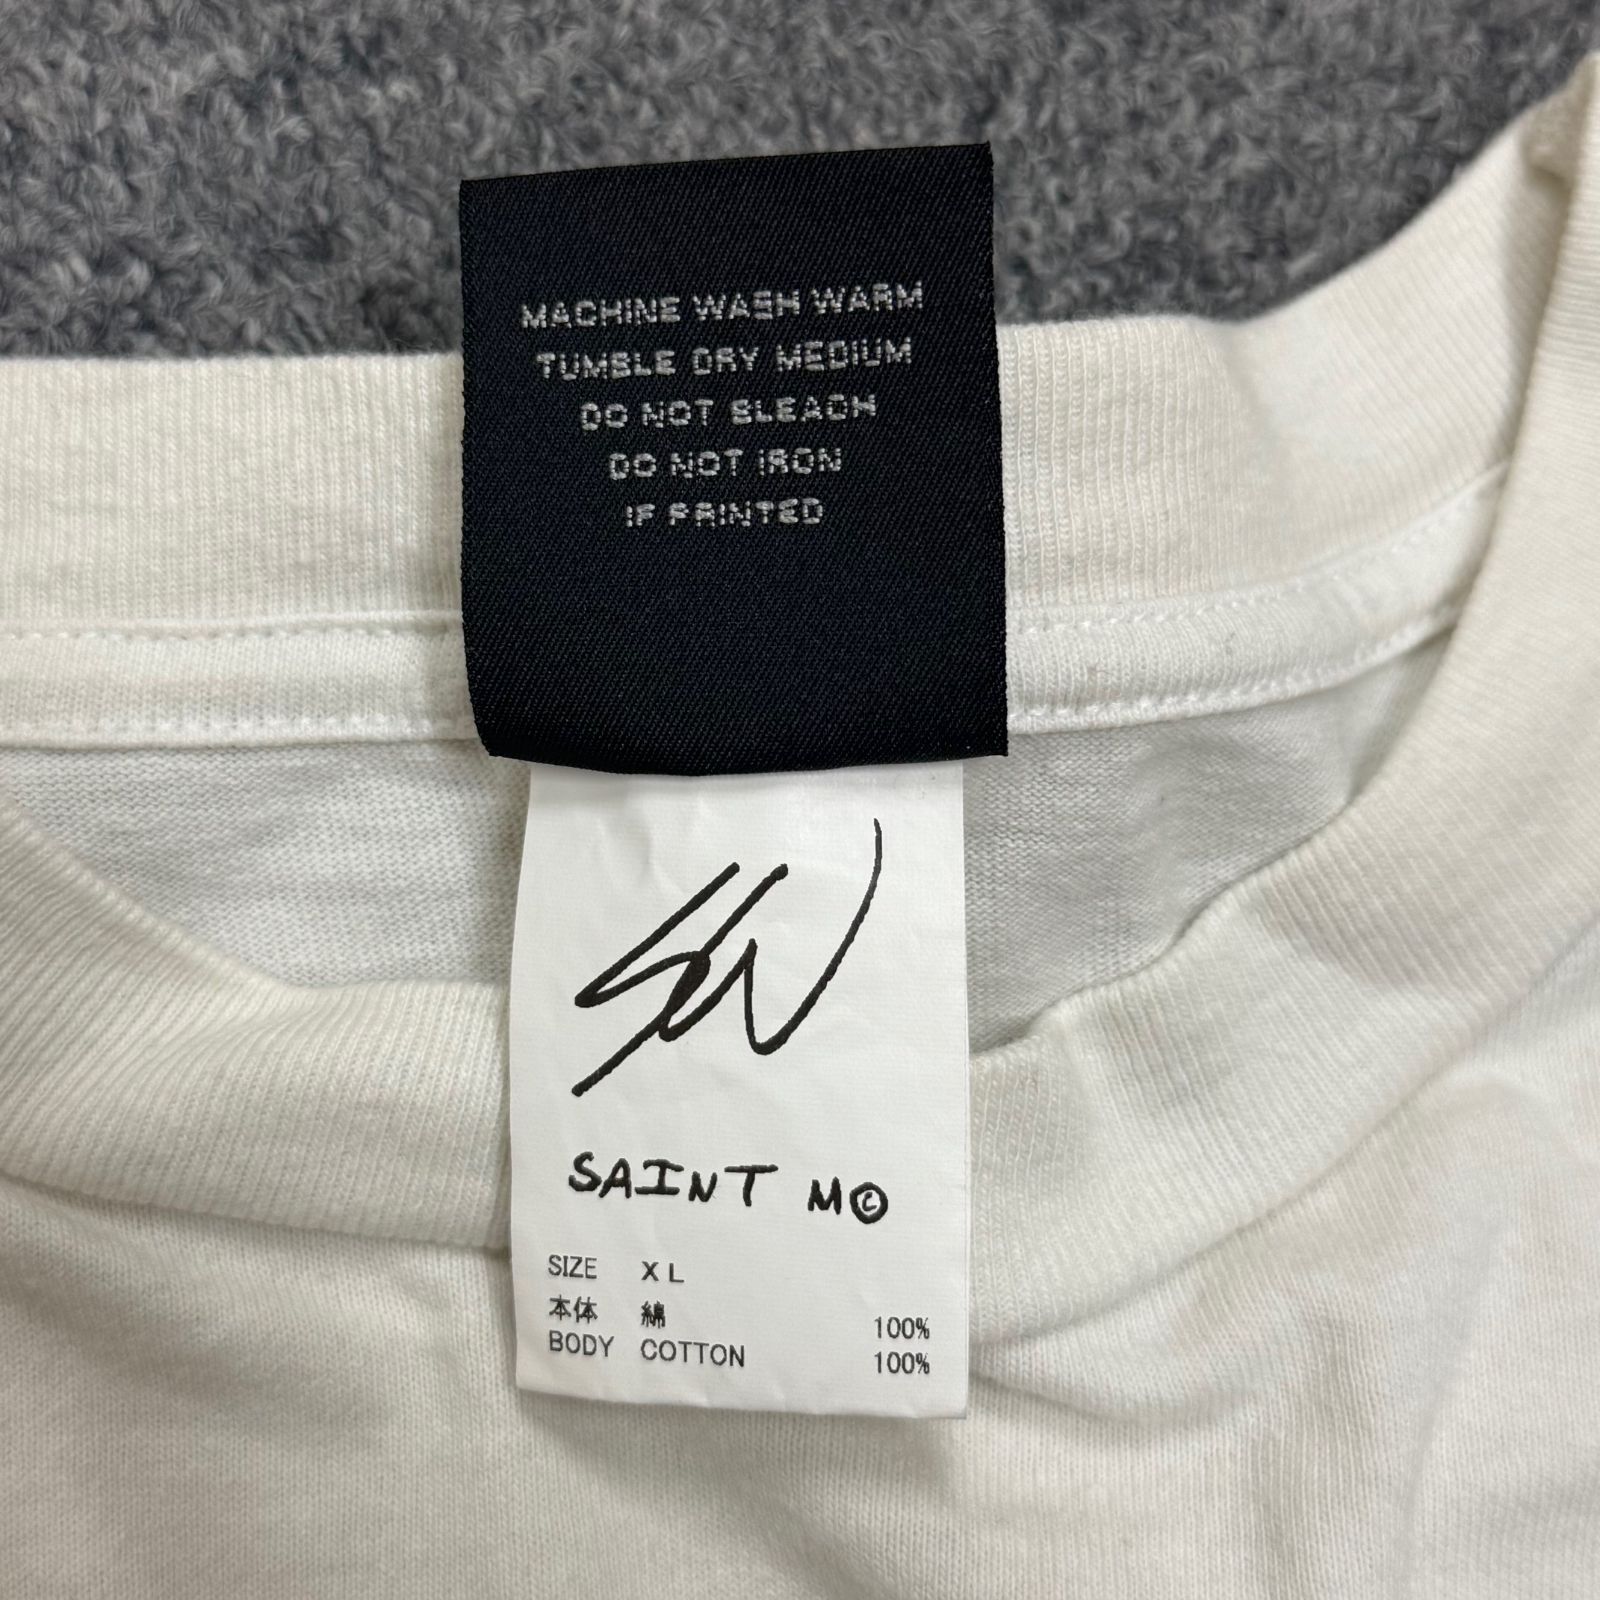 MACHINE WASH WARM
TUMBLE DRY MEDIUM
DO NOT BLEACH
DO NOT IRON
IF PRINTED
SAINT M©
SIZE XL
本体 綿 100%
BODY COTTON 100%